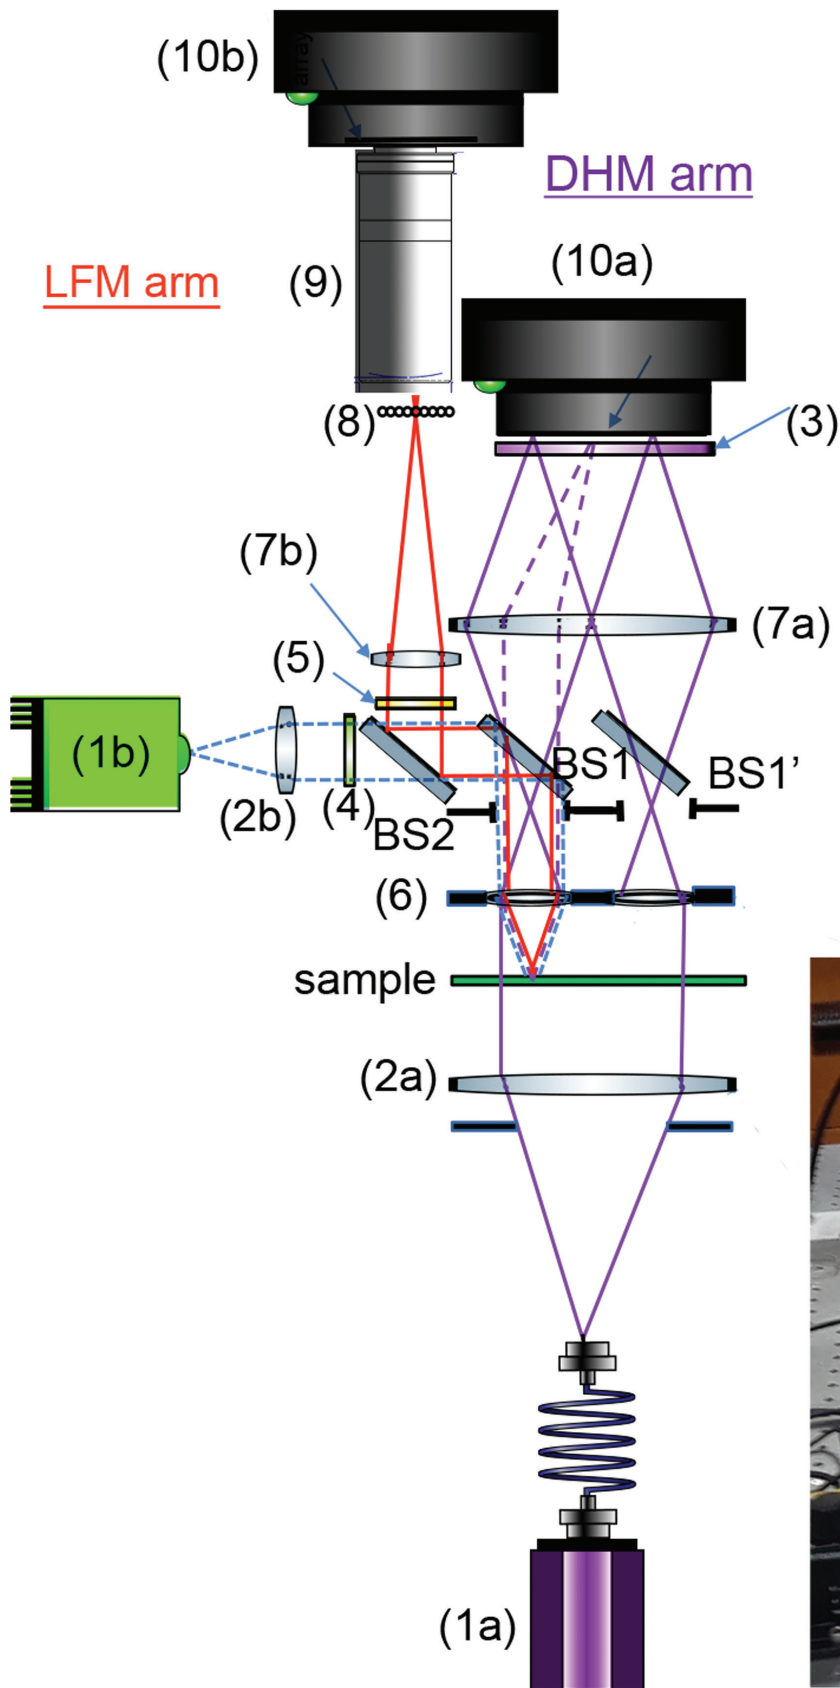 (10b)
array
DHM arm
(10a)
LFM arm
(9)
(8)
(3)
(7b)
(7a)
(5)
(1b)
BS1
BS1'
(2b)
(4)
BS2
(6)
sample
(2a)
(1a)